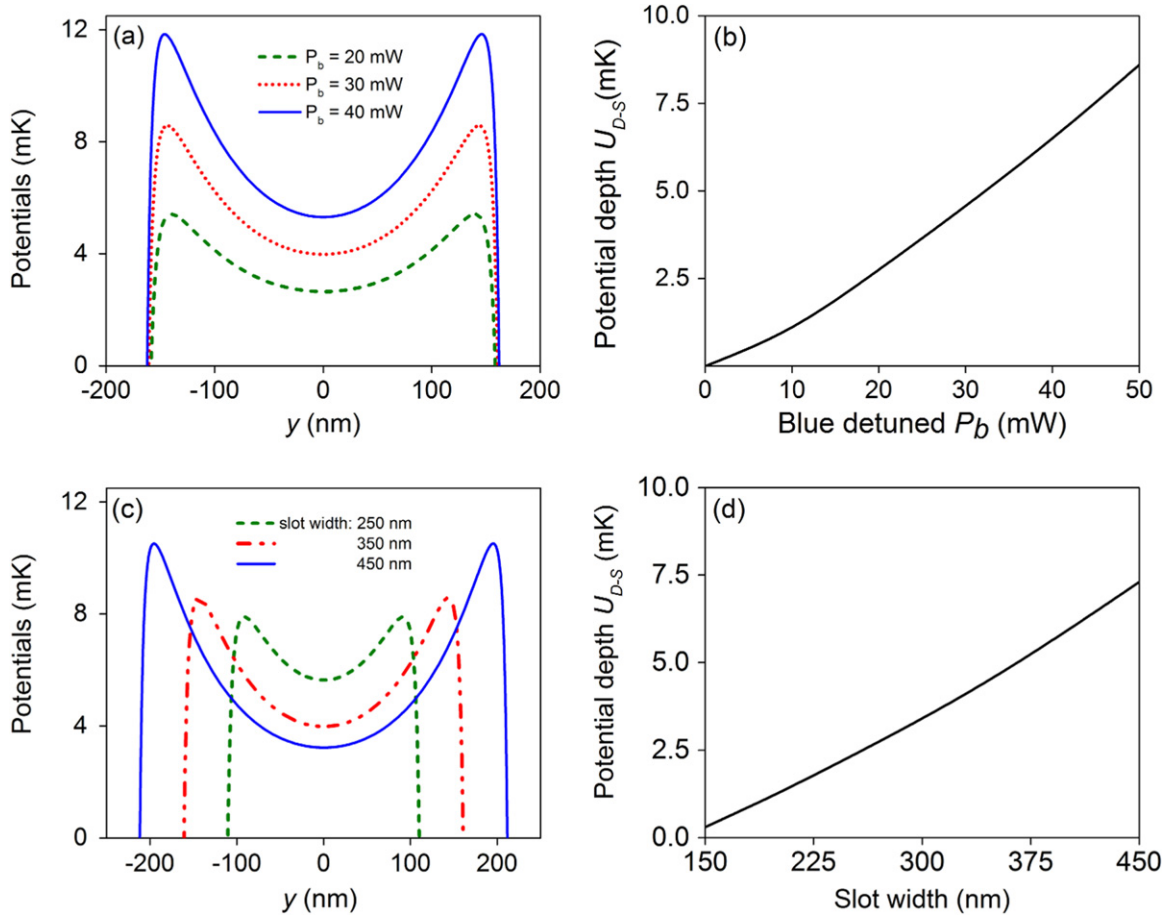 (a)
Potentials (mK)
12
8
4
0
P_b = 20 mW
P_b = 30 mW
P_b = 40 mW
-200 -100 0 100 200
y (nm)
(b)
Potential depth U_{D-S}(mK)
10.0
7.5
5.0
2.5
0 10 20 30 40 50
Blue detuned P_b (mW)
(c)
Potentials (mK)
12
8
4
0
slot width: 250 nm
350 nm
450 nm
-200 -100 0 100 200
y (nm)
(d)
Potential depth U_{D-S} (mK)
10.0
7.5
5.0
2.5
0.0
150 225 300 375 450
Slot width (nm)